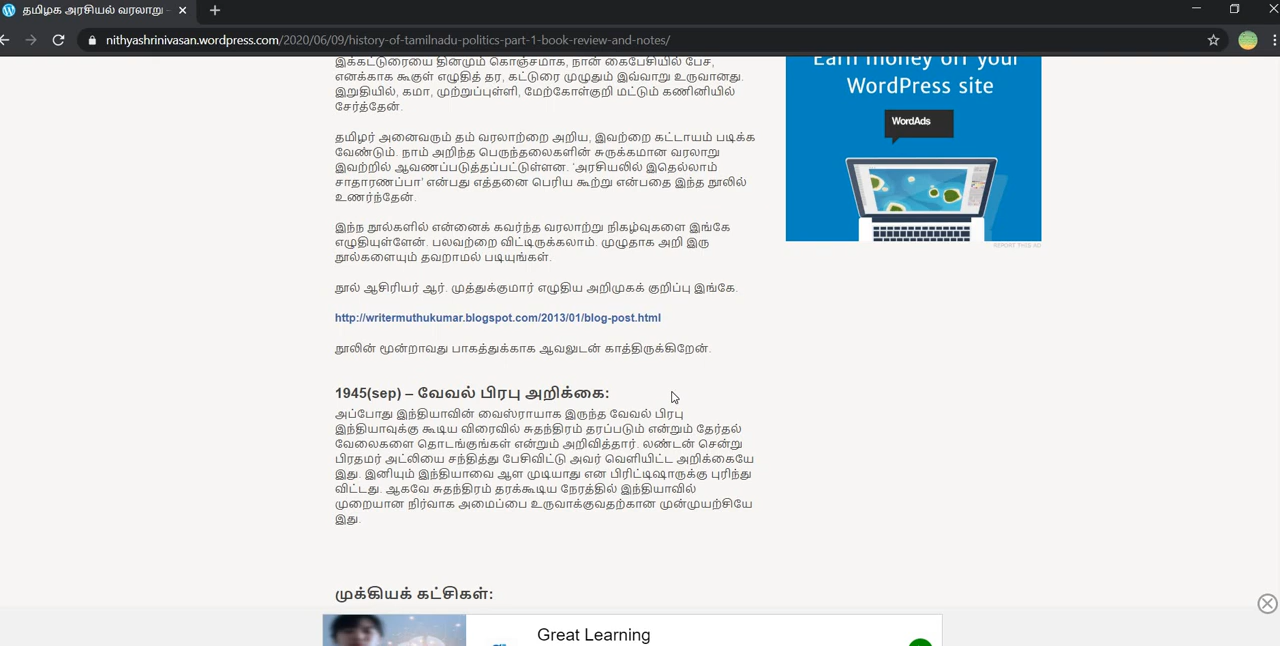 தமிழக அரசியல் வரலாறு -
nithyashrinivasan.wordpress.com/2020/06/09/history-of-tamilnadu-politics-part-1-book-review-and-notes/
இக்கட்டுரையை தினமும் கொஞ்சமாக, நான் கைபேசியில் பேச,
எனக்காக கூகுள் எழுதித் தர, கட்டுரை முழுதும் இவ்வாறு உருவானது.
இறுதியில், கமா, முற்றுப்புள்ளி, மேற்கோள்குறி மட்டும் கணினியில்
சேர்த்தேன்.
தமிழர் அனைவரும் தம் வரலாற்றை அறிய, இவற்றை கட்டாயம் படிக்க
வேண்டும். நாம் அறிந்த பெருந்தலைகளின் சுருக்கமான வரலாறு
இவற்றில் ஆவணப்படுத்தப்பட்டுள்ளன. 'அரசியலில் இதெல்லாம்
சாதாரணப்பா' என்பது எத்தனை பெரிய கூற்று என்பதை இந்த நூலில்
உணர்ந்தேன்.
இந்ந நூல்களில் என்னைக் கவர்ந்த வரலாற்று நிகழ்வுகளை இங்கே
எழுதியுள்ளேன். பலவற்றை விட்டிருக்கலாம். முழுதாக அறி இரு
நூல்களையும் தவறாமல் படியுங்கள்.
நூல் ஆசிரியர் ஆர். முத்துக்குமார் எழுதிய அறிமுகக் குறிப்பு இங்கே.
http://writermuthukumar.blogspot.com/2013/01/blog-post.html
நூலின் மூன்றாவது பாகத்துக்காக ஆவலுடன் காத்திருக்கிறேன்.
1945(sep) – வேவல் பிரபு அறிக்கை:
அப்போது இந்தியாவின் வைஸ்ராயாக இருந்த வேவல் பிரபு
இந்தியாவுக்கு கூடிய விரைவில் சுதந்திரம் தரப்படும் என்றும் தேர்தல்
வேலைகளை தொடங்குங்கள் என்றும் அறிவித்தார். லண்டன் சென்று
பிரதமர் அட்லியை சந்தித்து பேசிவிட்டு அவர் வெளியிட்ட அறிக்கையே
இது. இனியும் இந்தியாவை ஆள முடியாது என பிரிட்டிஷாருக்கு புரிந்து
விட்டது. ஆகவே சுதந்திரம் தரக்கூடிய நேரத்தில் இந்தியாவில்
முறையான நிர்வாக அமைப்பை உருவாக்குவதற்கான முன்முயற்சியே
இது.
முக்கியக் கட்சிகள்:
Earn money off your
WordPress site
WordAds
REPORT THIS AD
Great Learning